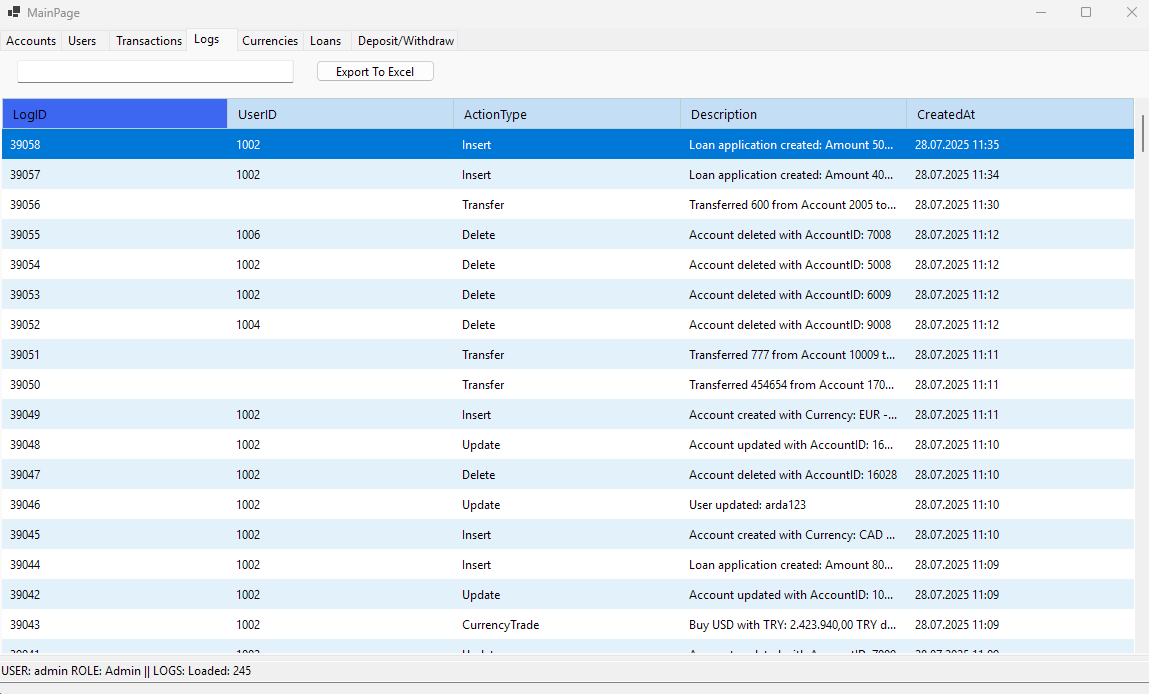 MainPage
Accounts Users Transactions Logs Currencies Loans Deposit/Withdraw
Export To Excel
LogID UserID ActionType Description CreatedAt
39058 1002 Insert Loan application created: Amount 50... 28.07.2025 11:35
39057 1002 Insert Loan application created: Amount 40... 28.07.2025 11:34
39056 Transfer Transferred 600 from Account 2005 to... 28.07.2025 11:30
39055 1006 Delete Account deleted with AccountID: 7008 28.07.2025 11:12
39054 1002 Delete Account deleted with AccountID: 5008 28.07.2025 11:12
39053 1002 Delete Account deleted with AccountID: 6009 28.07.2025 11:12
39052 1004 Delete Account deleted with AccountID: 9008 28.07.2025 11:12
39051 Transfer Transferred 777 from Account 10009 t... 28.07.2025 11:11
39050 Transfer Transferred 454654 from Account 170... 28.07.2025 11:11
39049 1002 Insert Account created with Currency: EUR -... 28.07.2025 11:11
39048 1002 Update Account updated with AccountID: 16... 28.07.2025 11:10
39047 1002 Delete Account deleted with AccountID: 16028 28.07.2025 11:10
39046 1002 Update User updated: arda123 28.07.2025 11:10
39045 1002 Insert Account created with Currency: CAD ... 28.07.2025 11:10
39044 1002 Insert Loan application created: Amount 80... 28.07.2025 11:09
39042 1002 Update Account updated with AccountID: 10... 28.07.2025 11:09
39043 1002 CurrencyTrade Buy USD with TRY: 2.423.940,00 TRY d... 28.07.2025 11:09
USER: admin ROLE: Admin || LOGS: Loaded: 245